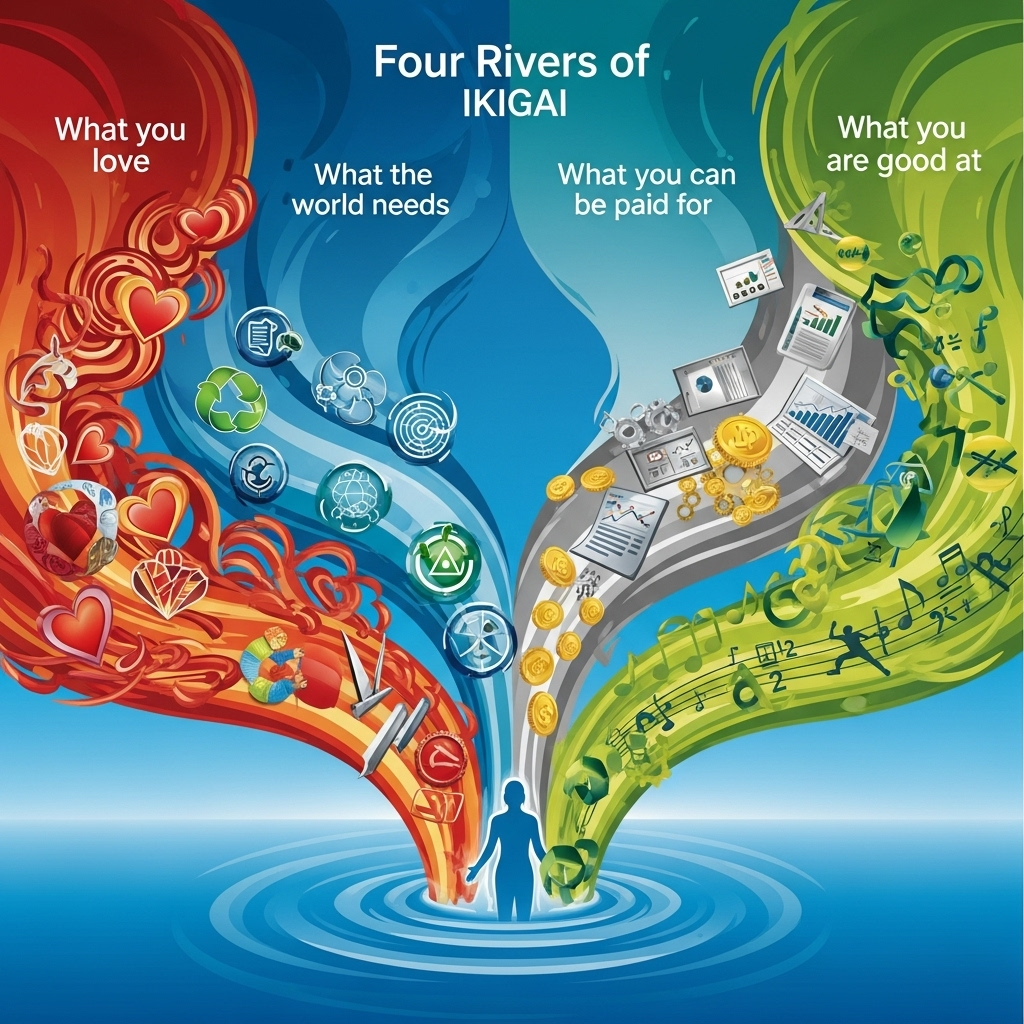 Four Rivers of
IKIGAI
What you
love
What the
world needs
What you can
be paid for
What you
are good at